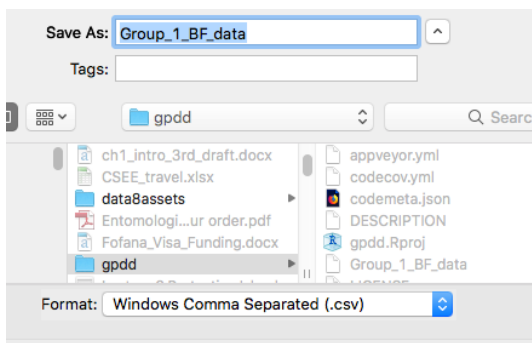 Save As: Group_1_BF_data
Tags:
gpdd
Searc
ch1_intro_3rd_draft.docx
CSEE_travel.xlsx
data8assets
Entomologi...ur order.pdf
Fofana_Visa_Funding.docx
gpdd
appveyor.yml
codecov.yml
codemeta.json
DESCRIPTION
gpdd.Rproj
Group_1_BF_data
Format: Windows Comma Separated (.csv)